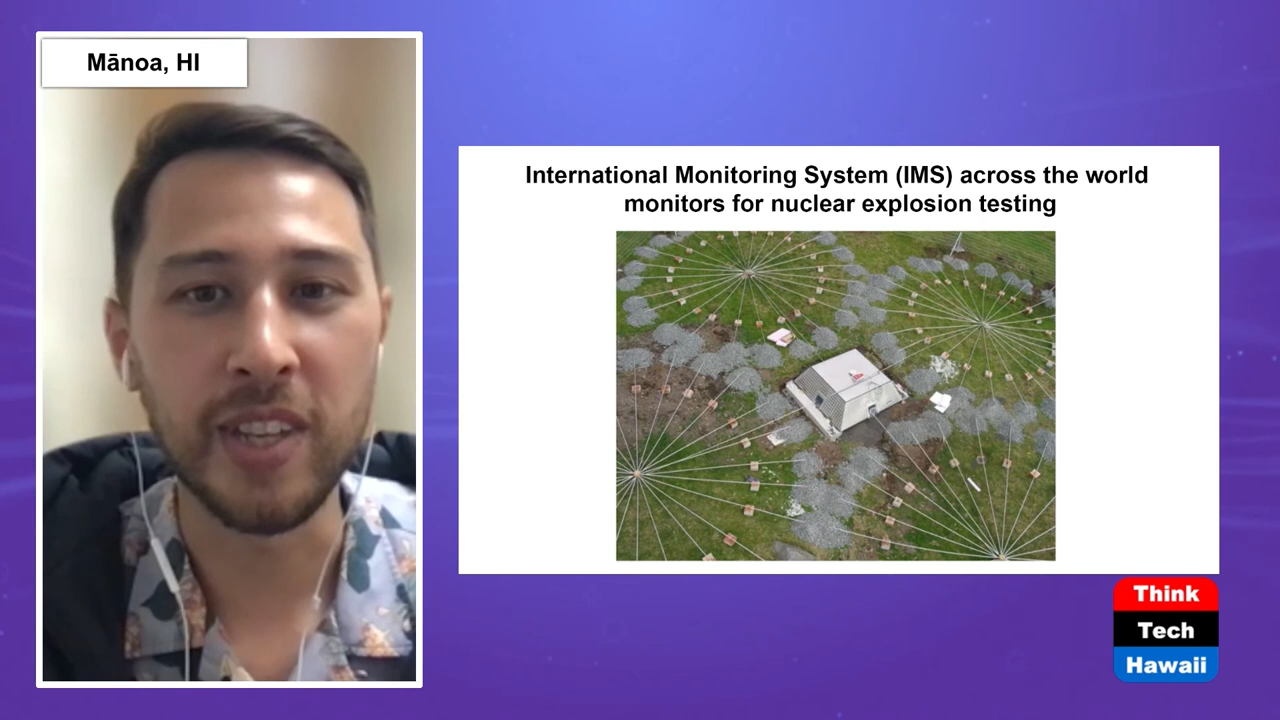 Mānoa, HI
International Monitoring System (IMS) across the world
monitors for nuclear explosion testing
Think
Tech
Hawaii